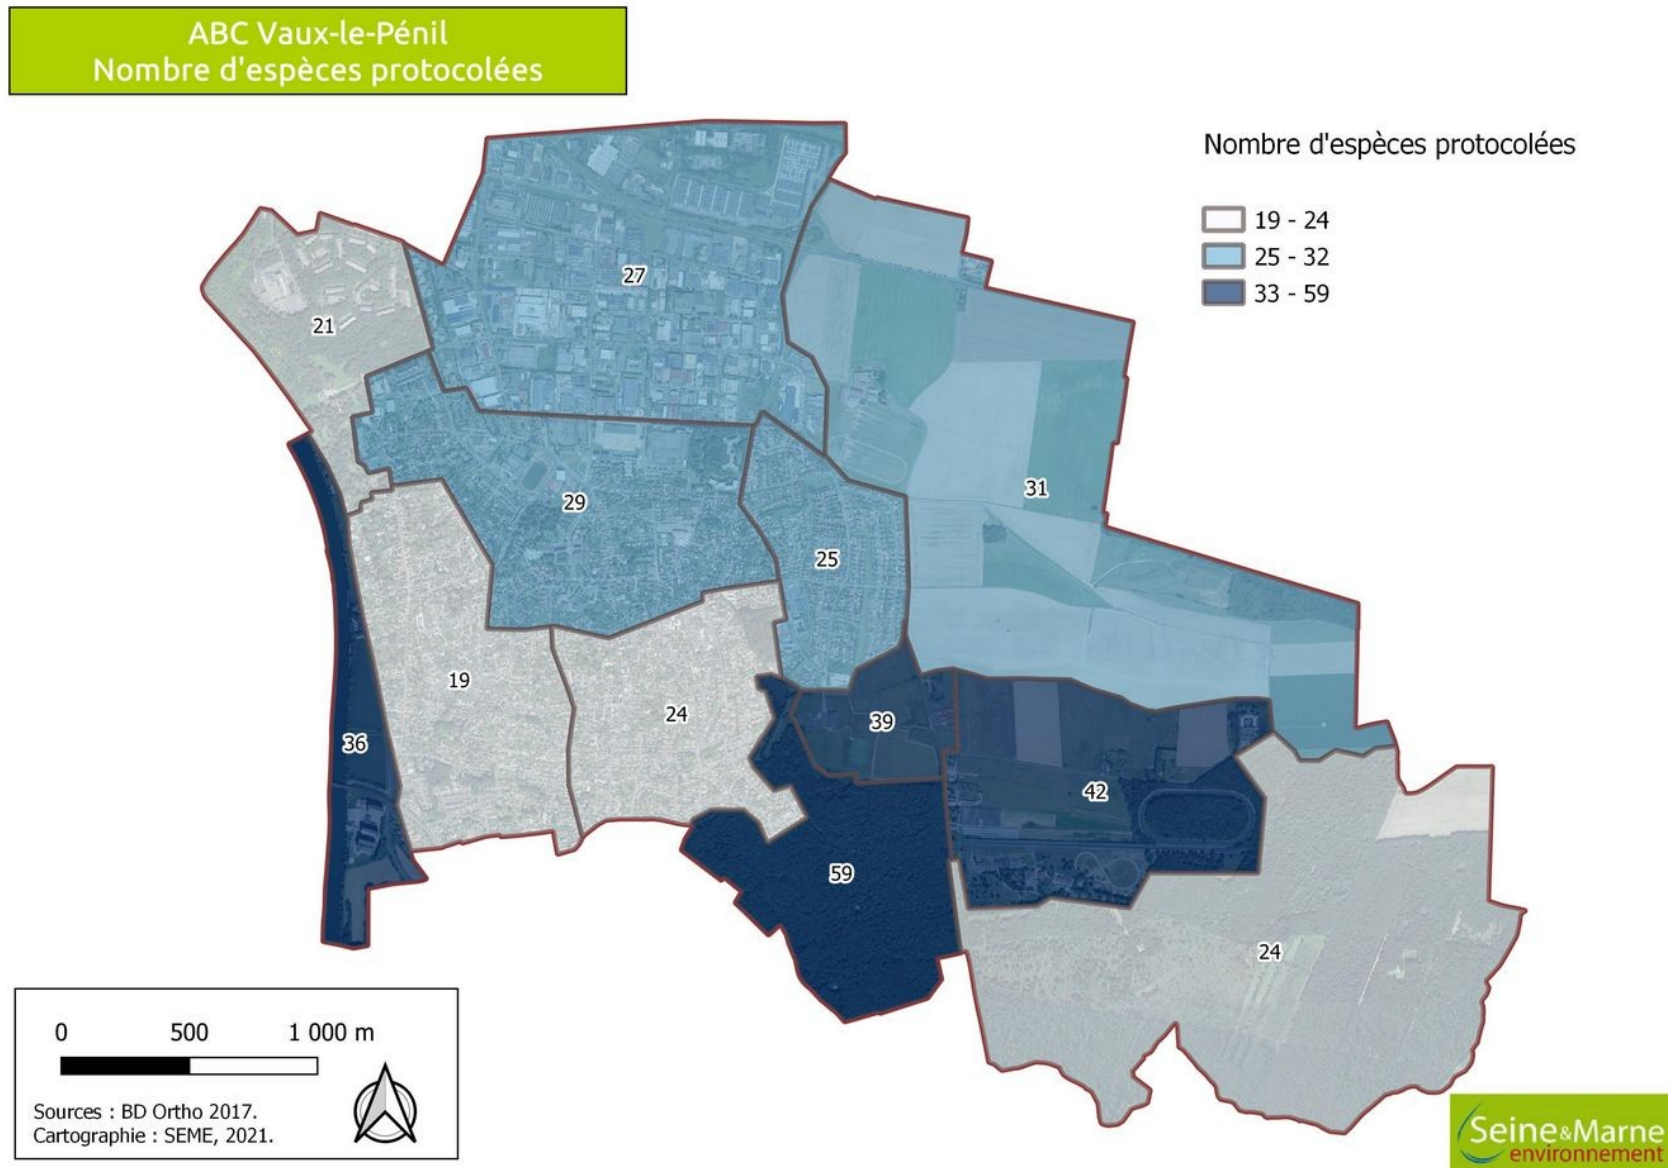 ABC Vaux-le-Pénil
Nombre d'espèces protocolées
Nombre d'espèces protocolées
19 - 24
25 - 32
33 - 59
27
21
31
29
25
19
24
39
36
42
59
24
0 500 1 000 m
Sources : BD Ortho 2017.
Cartographie : SEME, 2021.
Seine&Marne
environnement